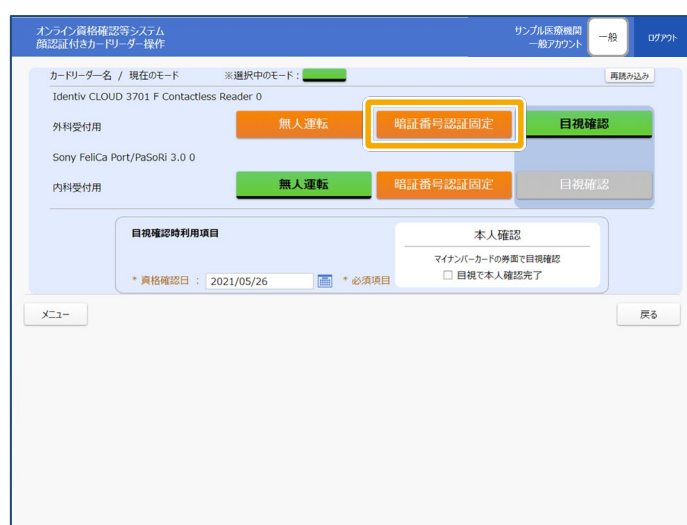 オンライン資格確認等システム
顔認証付きカードリーダー操作
サンプル医療機関
一般アカウント
一般
ログアウト
カードリーダー名 / 現在のモード ※選択中のモード:
再読み込み
Identiv CLOUD 3701 F Contactless Reader 0
外科受付用 無人運転 暗証番号認証固定 目視確認
Sony FeliCa Port/PaSoRi 3.0 0
内科受付用 無人運転 暗証番号認証固定 目視確認
目視確認時利用項目
* 資格確認日 : 2021/05/26 * 必須項目
本人確認
マイナンバーカードの券面で目視確認
目視で本人確認完了
メニュー
戻る